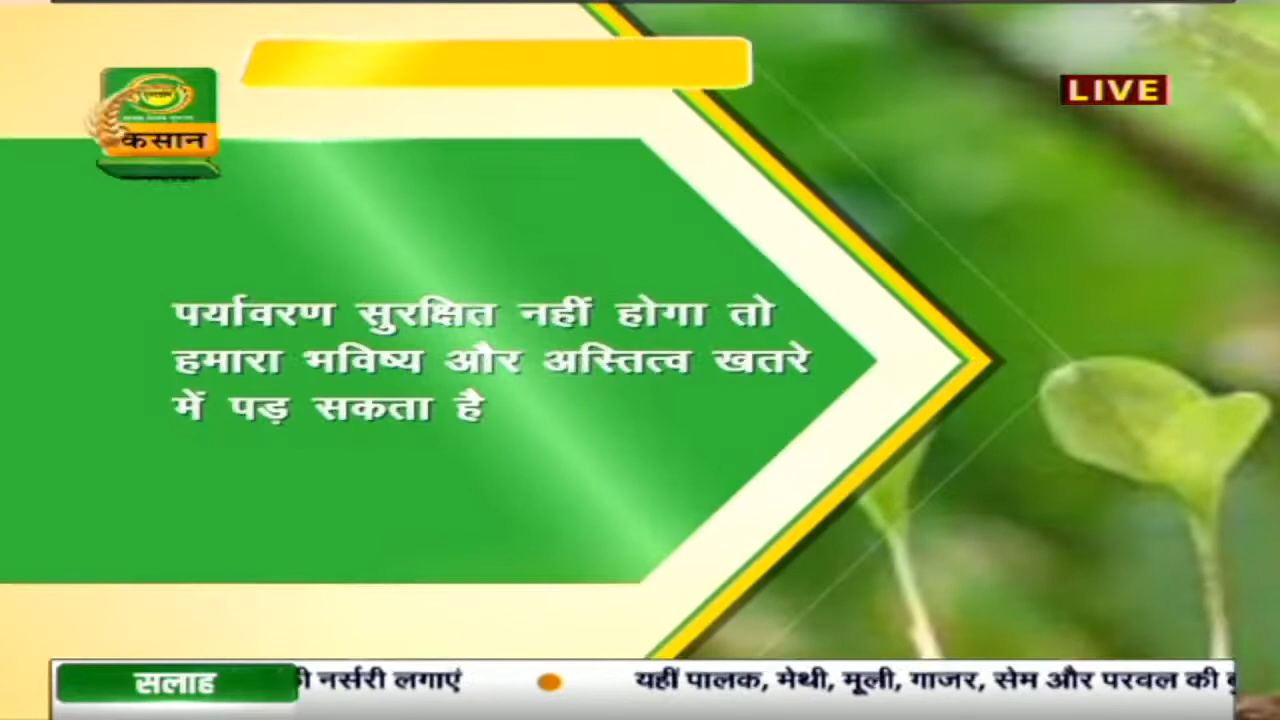 कसान
LIVE
पर्यावरण सुरक्षित नहीं होगा तो
हमारा भविष्य और अस्तित्व खतरे
में पड़ सकता है
सलाह
नर्सरी लगाएं
यहीं पालक, मेथी, मूली, गाजर, सेम और परवल की